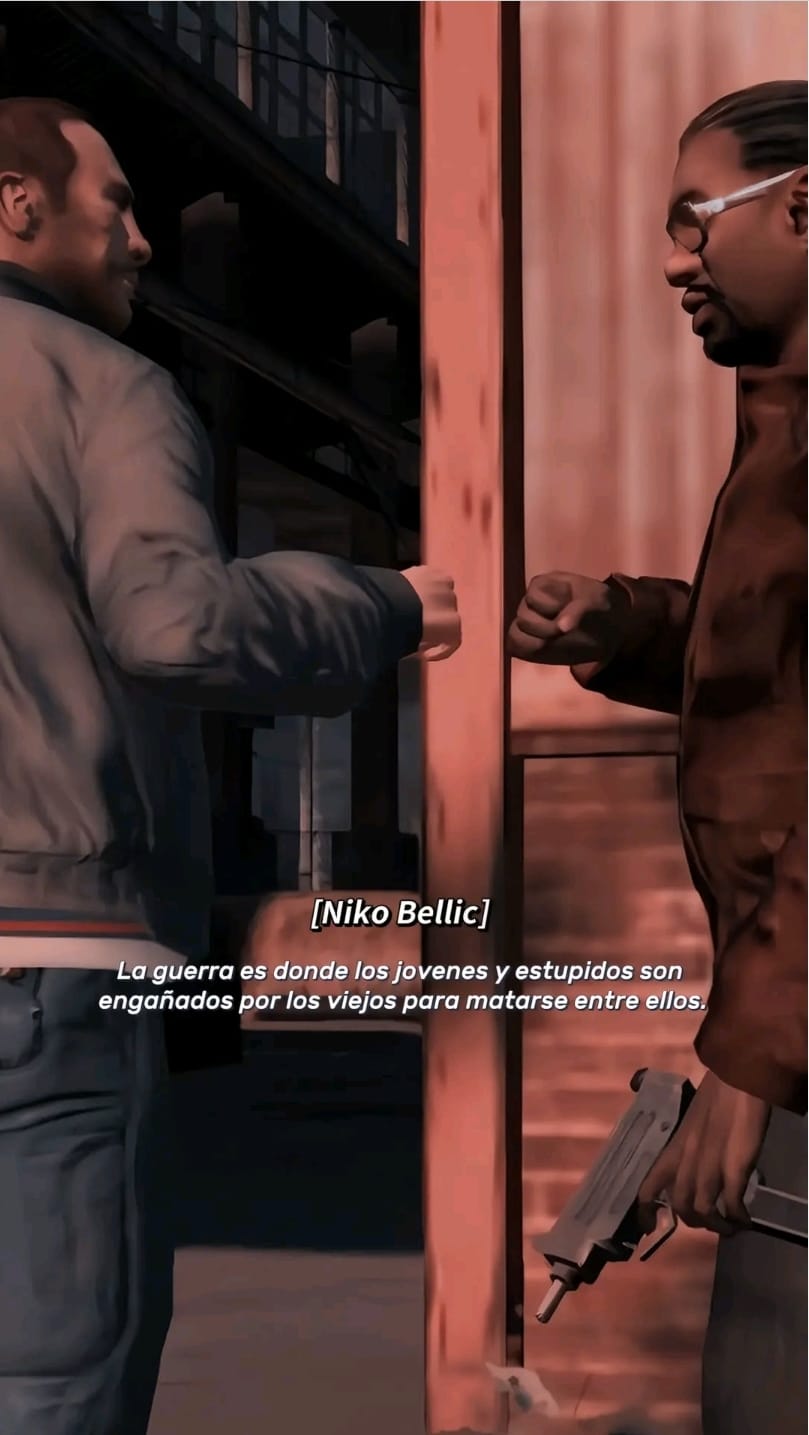 [Niko Bellic]
La guerra es donde los jovenes y estupidos son
engañados por los viejos para matarse entre ellos.